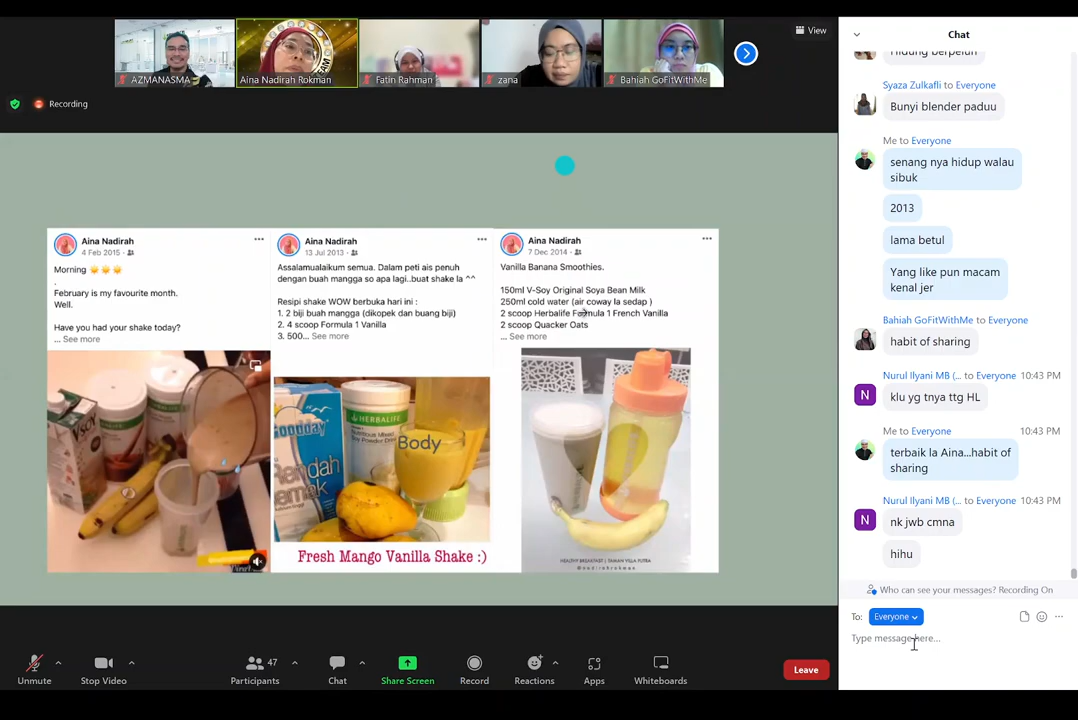 AZMANASMA
Aina Nadirah Rokman
Fatin Rahman
zana
Bahiah GoFitWithMe
View
Recording
Aina Nadirah
4 Feb 2015 ·
Morning
.
February is my favourite month.
Well.
Have you had your shake today?
... See more
Aina Nadirah
13 Jul 2013 ·
Assalamualaikum semua. Dalam peti ais penuh
dengan buah mangga so apa lagi..buat shake la ^^
Resipi shake WOW berbuka hari ini :
1. 2 biji buah mangga (dikopek dan buang biji)
2. 4 scoop Formula 1 Vanilla
3. 500... See more
HERBALIFE
Body
Fresh Mango Vanilla Shake :)
Aina Nadirah
7 Dec 2014 ·
Vanilla Banana Smoothies.
150ml V-Soy Original Soya Bean Milk
250ml cold water (air coway la sedap )
2 scoop Herbalife Formula 1 French Vanilla
2 scoop Quacker Oats
... See more
HEALTHY BREAKFAST | TAMAN VILLA PUTRA
Chat
Hidung berpeluh
Syaza Zulkafli to Everyone
Bunyi blender paduu
Me to Everyone
senang nya hidup walau
sibuk
2013
lama betul
Yang like pun macam
kenal jer
Bahiah GoFitWithMe to Everyone
habit of sharing
Nurul Ilyani MB (... to Everyone 10:43 PM
N
klu yg tnya ttg HL
Me to Everyone 10:43 PM
terbaik la Aina...habit of
sharing
Nurul Ilyani MB (... to Everyone 10:43 PM
N
nk jwb cmna
hihu
Who can see your messages? Recording On
To: Everyone
Type message here...
Unmute
Stop Video
47
Participants
Chat
Share Screen
Record
Reactions
Apps
Whiteboards
Leave